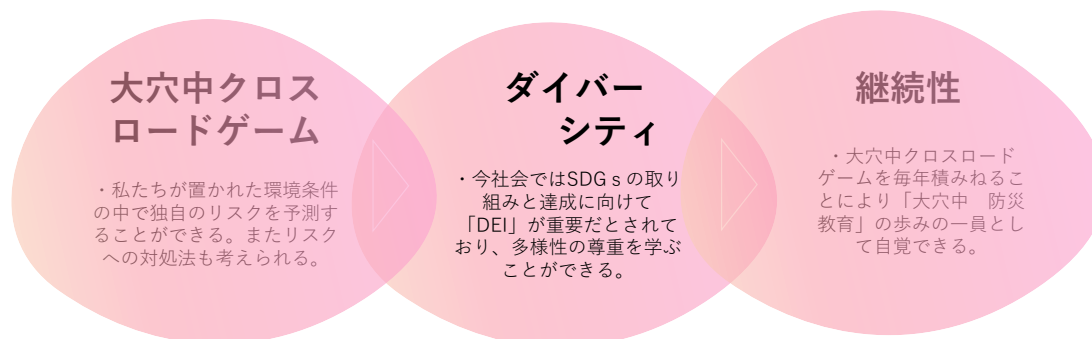 大穴中クロス
ロードゲーム
・私たちが置かれた環境条件
の中で独自のリスクを予測す
ることができる。またリスク
への対処法も考えられる。
ダイバー
シティ
・今社会ではSDGｓの取り
組みと達成に向けて
「DEI」が重要だとされて
おり、多様性の尊重を学ぶ
ことができる。
継続性
・大穴中クロスロード
ゲームを毎年積みねるこ
とにより「大穴中　防災
教育」の歩みの一員とし
て自覚できる。